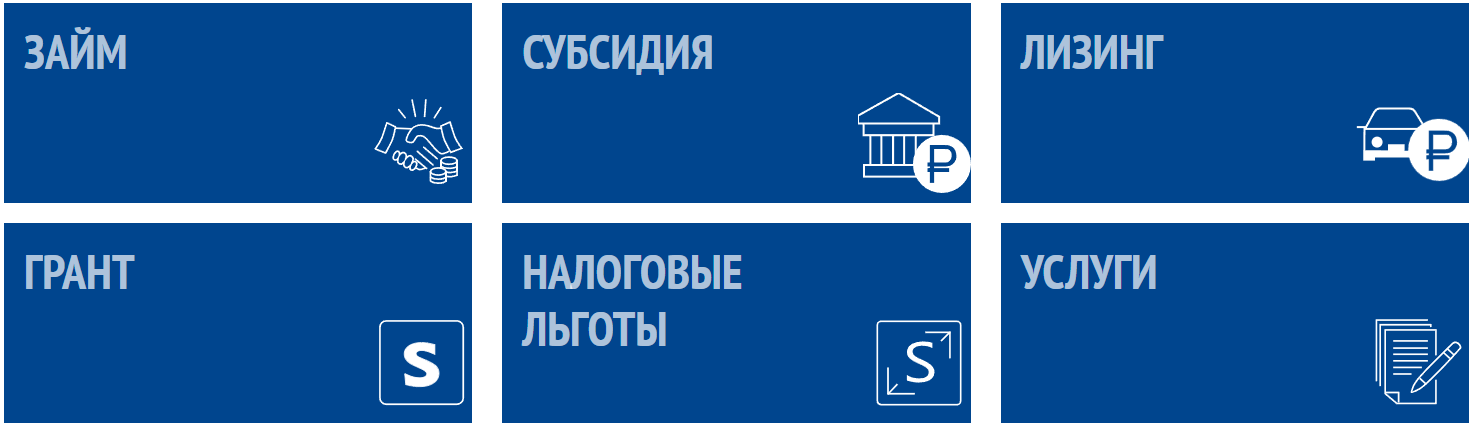 ЗАЙМ
СУБСИДИЯ
ЛИЗИНГ
ГРАНТ
НАЛОГОВЫЕ
ЛЬГОТЫ
УСЛУГИ
₽
₽
S
S